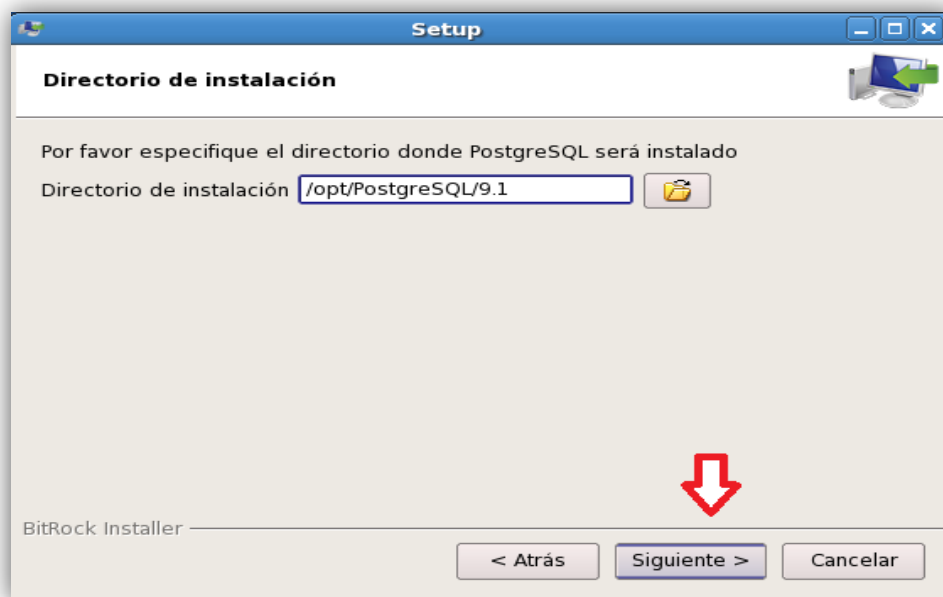 Setup
Directorio de instalación
Por favor especifique el directorio donde PostgreSQL será instalado
Directorio de instalación /opt/PostgreSQL/9.1
BitRock Installer
< Atrás Siguiente > Cancelar